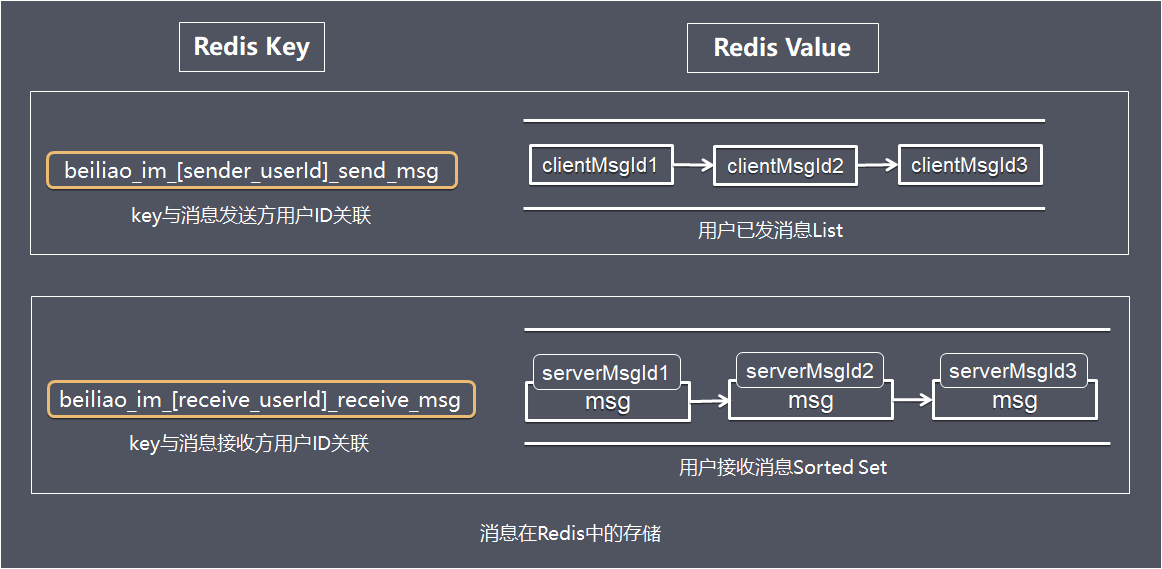 Redis Key
Redis Value
beiliao_im_[sender_userId]_send_msg
key与消息发送方用户ID关联
clientMsgId1
clientMsgId2
clientMsgId3
用户已发消息List
beiliao_im_[receive_userId]_receive_msg
key与消息接收方用户ID关联
serverMsgId1
serverMsgId2
serverMsgId3
msg
msg
msg
用户接收消息Sorted Set
消息在Redis中的存储